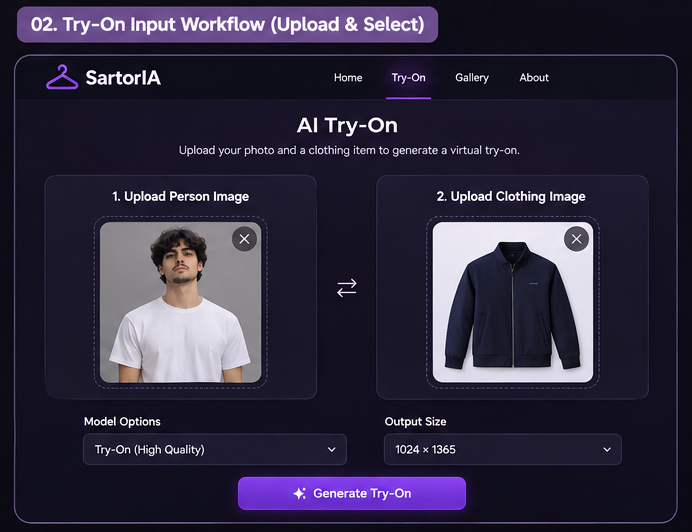 02. Try-On Input Workflow (Upload & Select)
SartorIA
Home
Try-On
Gallery
About
AI Try-On
Upload your photo and a clothing item to generate a virtual try-on.
1. Upload Person Image
2. Upload Clothing Image
Model Options
Output Size
Try-On (High Quality)
1024 × 1365
Generate Try-On